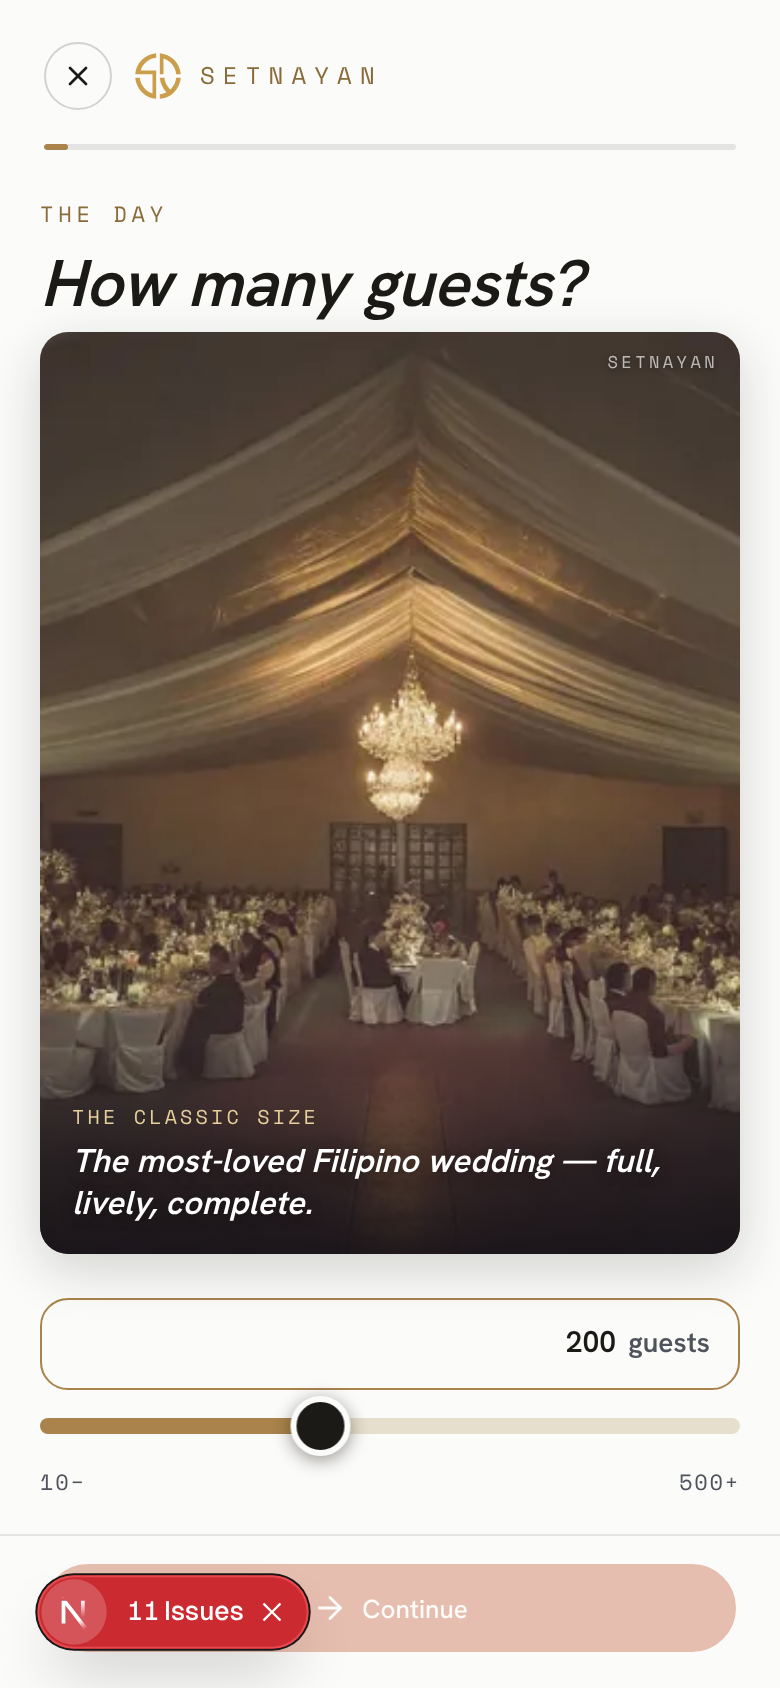 SETNAYAN
THE DAY
How many guests?
SETNAYAN
THE CLASSIC SIZE
The most-loved Filipino wedding — full,
lively, complete.
200 guests
10−
500+
11 Issues
Continue